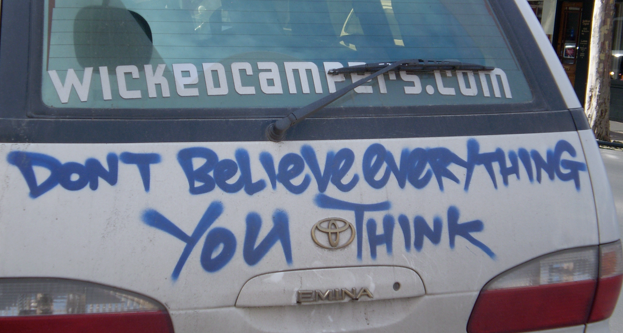 WICKEDCAMPERS.COM
DON'T BELIEVE EVERYTHING
YOU THINK
EMINA